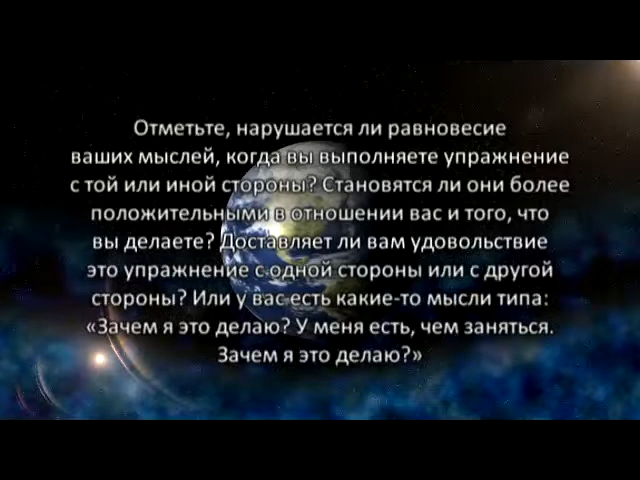 Отметьте, нарушается ли равновесие
ваших мыслей, когда вы выполняете упражнение
с той или иной стороны? Становятся ли они более
положительными в отношении вас и того, что
вы делаете? Доставляет ли вам удовольствие
это упражнение с одной стороны или с другой
стороны? Или у вас есть какие-то мысли типа:
«Зачем я это делаю? У меня есть, чем заняться.
Зачем я это делаю?»